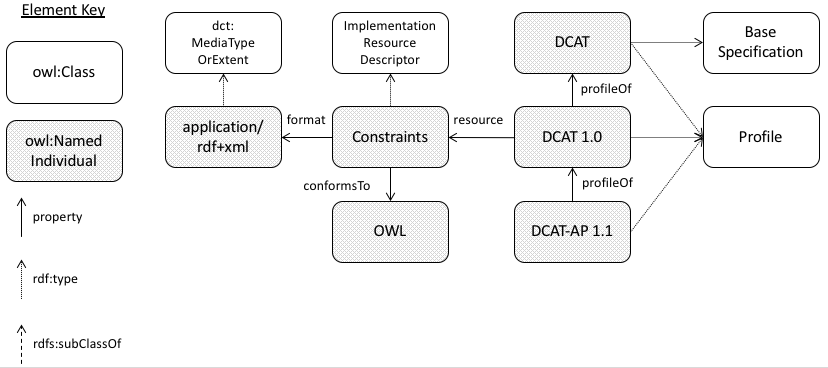 Element Key
owl:Class
owl:Named
Individual
property
rdf:type
rdfs:subClassOf
dct:
MediaType
OrExtent
Implementation
Resource
Descriptor
DCAT
Base
Specification
profileOf
application/
rdf+xml
format
Constraints
resource
DCAT 1.0
Profile
conformsTo
profileOf
OWL
DCAT-AP 1.1